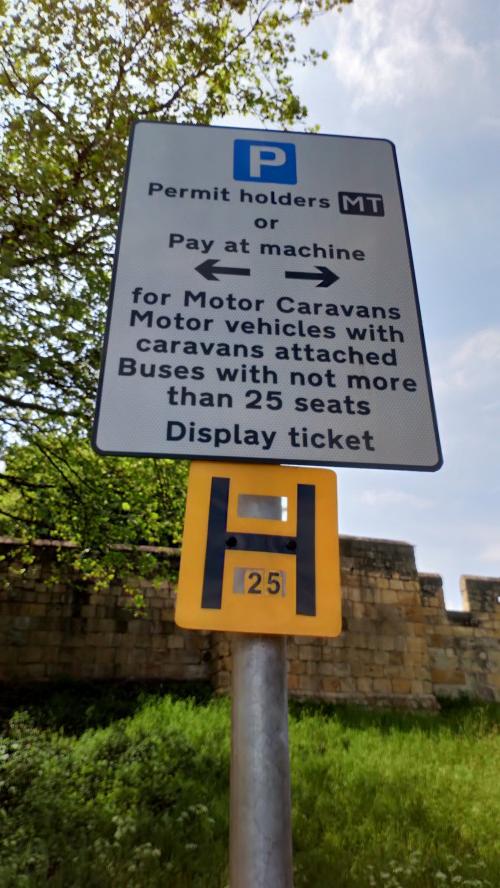 P
Permit holders MT
or
Pay at machine
for Motor Caravans
Motor vehicles with
caravans attached
Buses with not more
than 25 seats
Display ticket
H
25